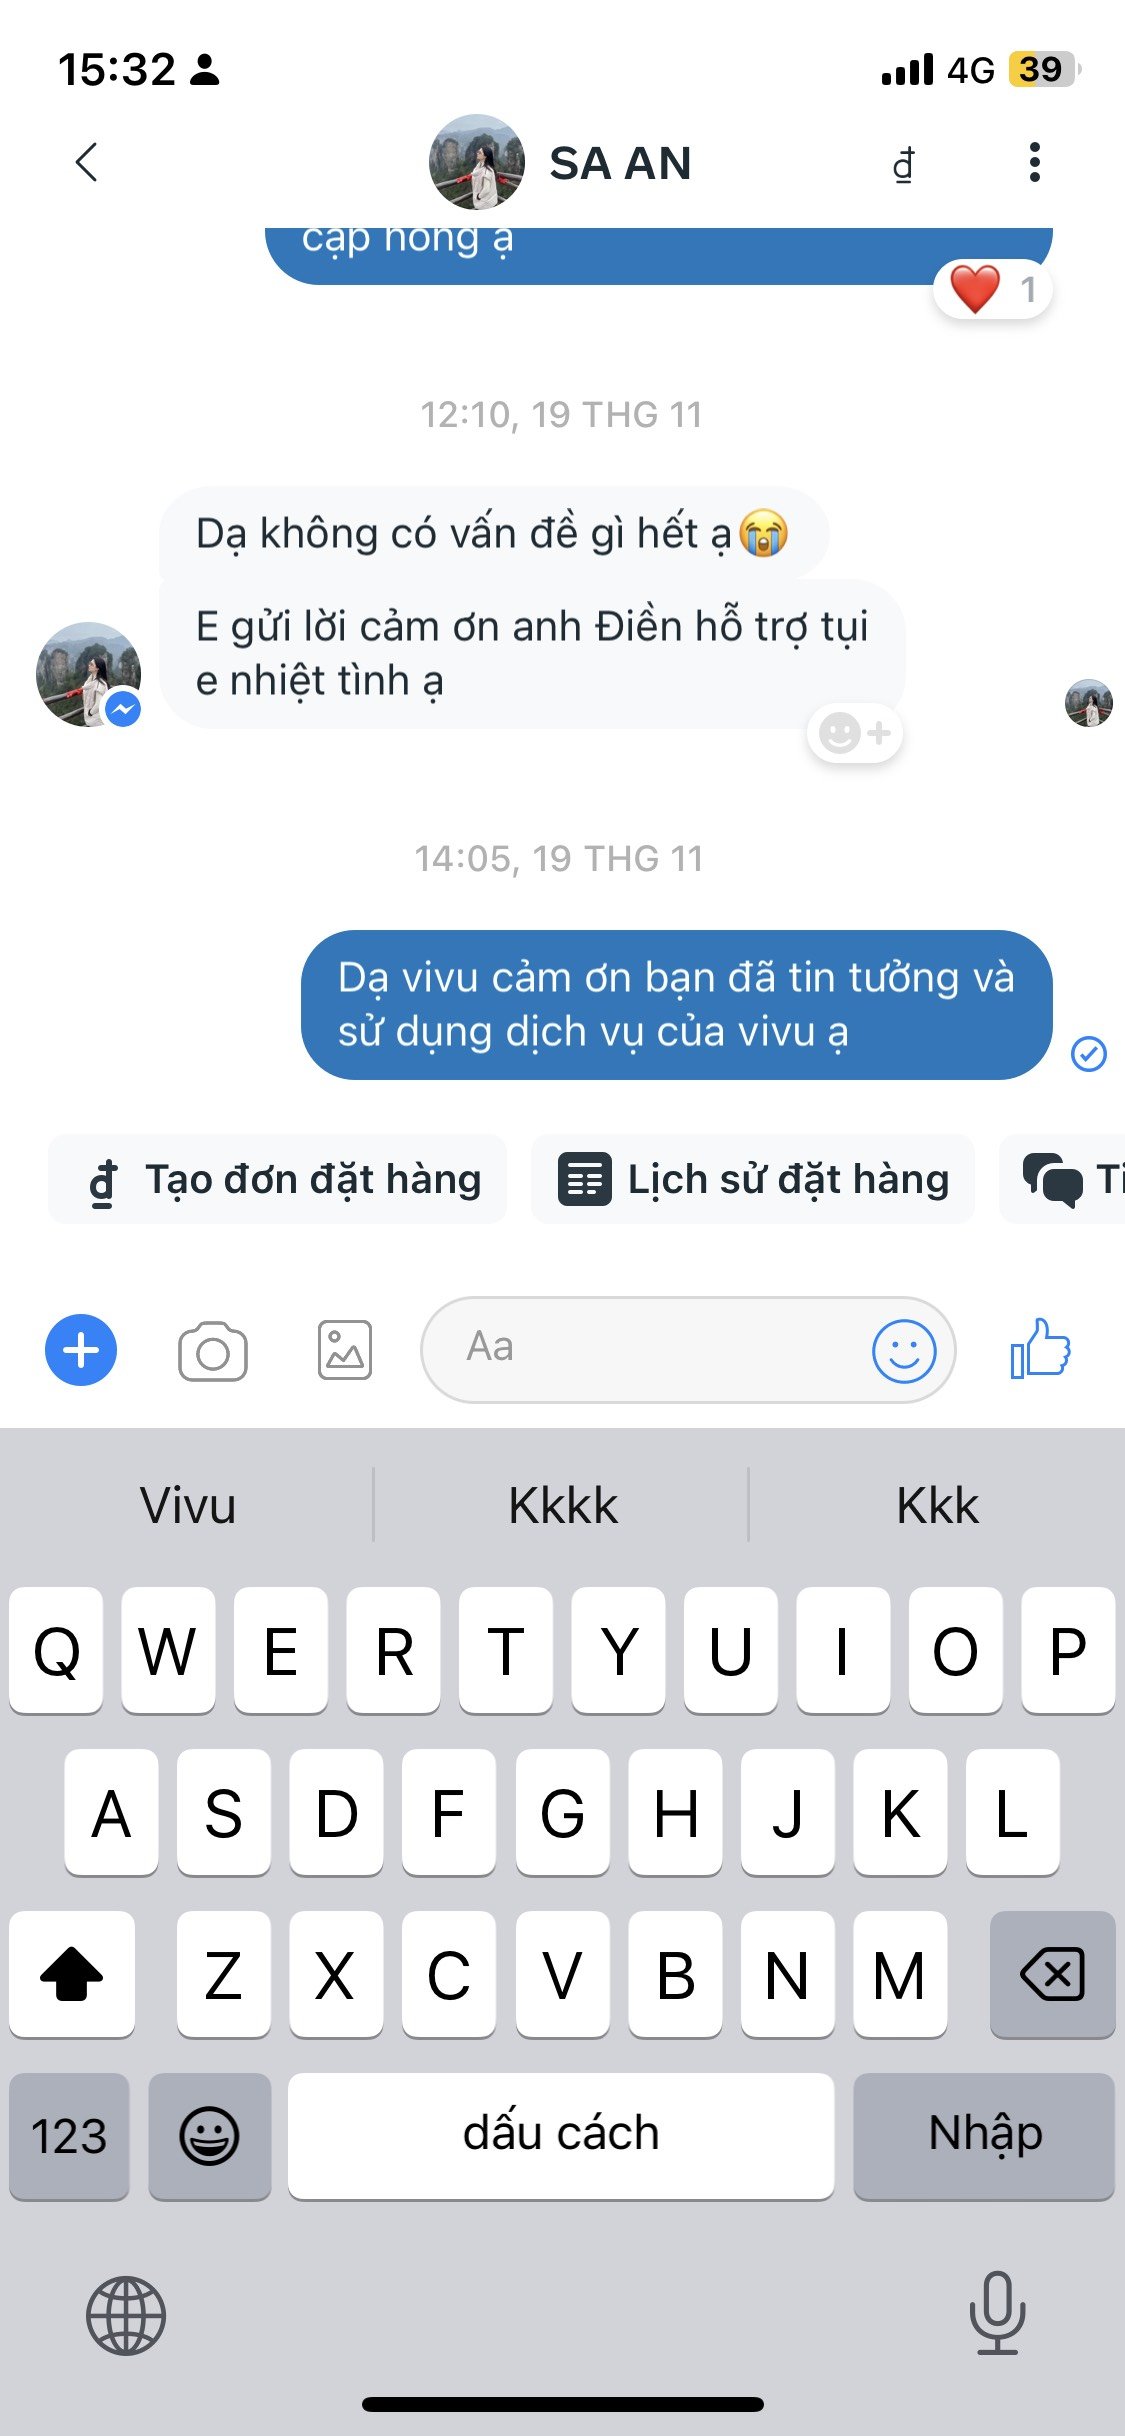 15:32
4G 39
SA AN
₫
cạp hong ạ
1
12:10, 19 THG 11
Dạ không có vấn đề gì hết ạ😭
E gửi lời cảm ơn anh Điền hỗ trợ tụi
e nhiệt tình ạ
14:05, 19 THG 11
Dạ vivu cảm ơn bạn đã tin tưởng và
sử dụng dịch vụ của vivu ạ
₫ Tạo đơn đặt hàng
Lịch sử đặt hàng
Aa
Vivu Kkkk Kkk
Q W E R T Y U I O P
A S D F G H J K L
Z X C V B N M
123 dấu cách Nhập